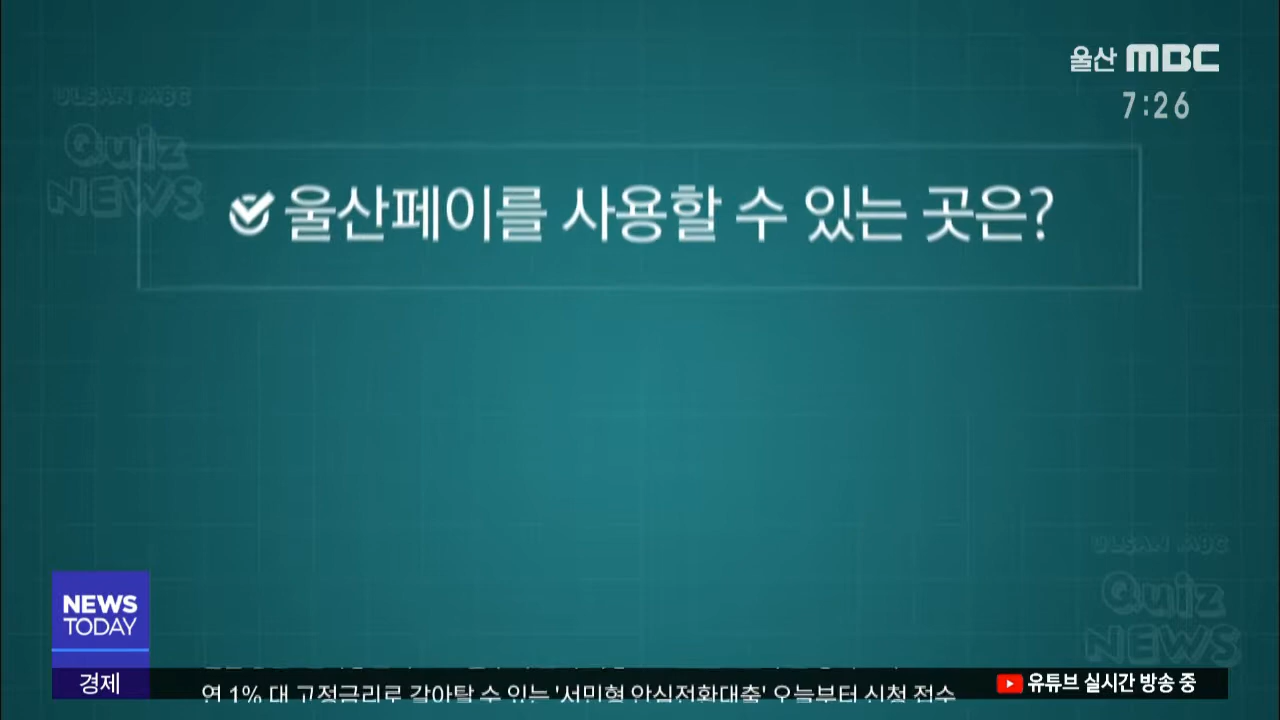 울산 MBC
7:26
ULSAN MBC
Quiz
NEWS
울산페이를 사용할 수 있는 곳은?
ULSAN MBC
Quiz
NEWS
NEWS
TODAY
경제
연 1% 대 고정금리로 갈아탈 수 있는 '서민형 안심전환대출' 오늘부터 신청 접수
유튜브 실시간 방송 중